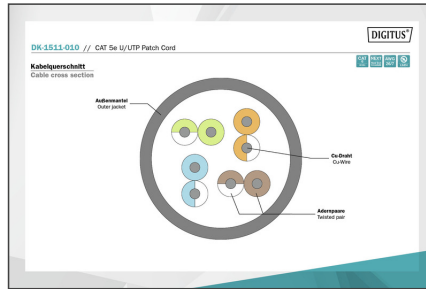 DIGITUS®
DK-1511-010 // CAT 5e U/UTP Patch Cord
Kabelquerschnitt
Cable cross section
Außenmantel
Outer jacket
Cu-Draht
Cu-Wire
Adernpaare
Twisted pair